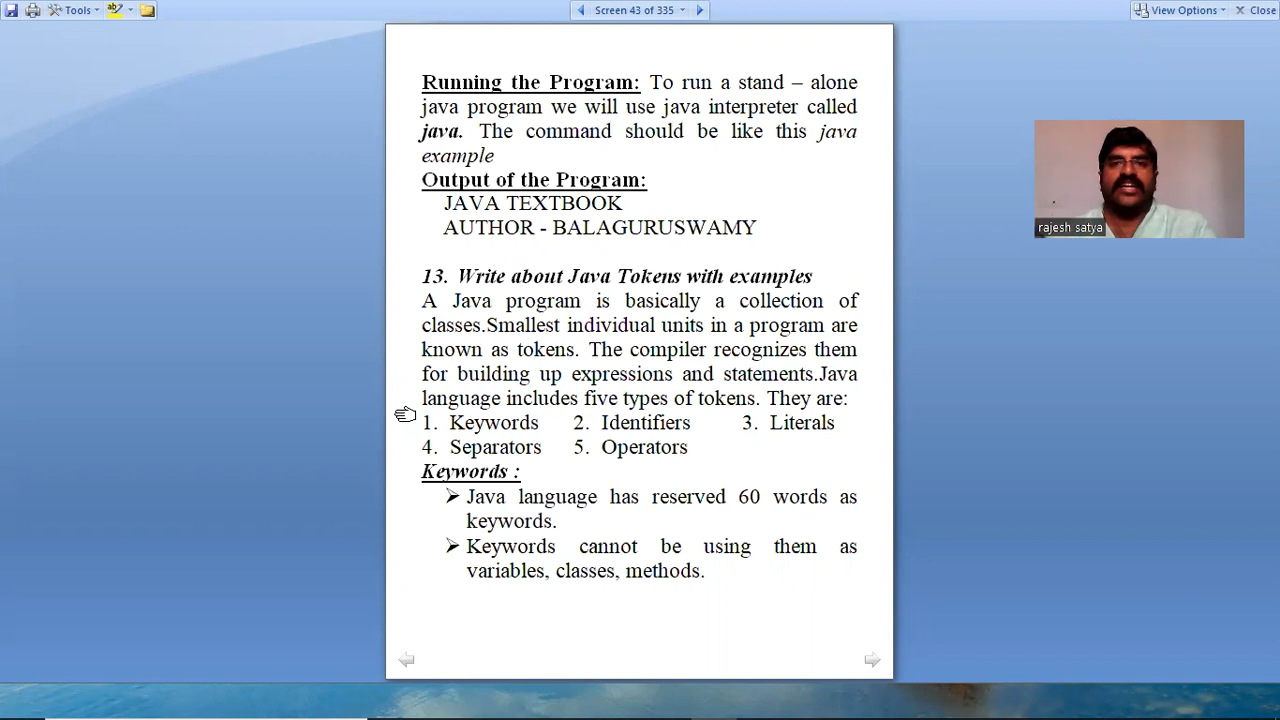 Tools
Screen 43 of 335
View Options
Close
Running the Program: To run a stand – alone
java program we will use java interpreter called
java. The command should be like this java
example
Output of the Program:
JAVA TEXTBOOK
AUTHOR - BALAGURUSWAMY
13. Write about Java Tokens with examples
A Java program is basically a collection of
classes.Smallest individual units in a program are
known as tokens. The compiler recognizes them
for building up expressions and statements.Java
language includes five types of tokens. They are:
1. Keywords 2. Identifiers 3. Literals
4. Separators 5. Operators
Keywords :
➢ Java language has reserved 60 words as
keywords.
➢ Keywords cannot be using them as
variables, classes, methods.
rajesh satya